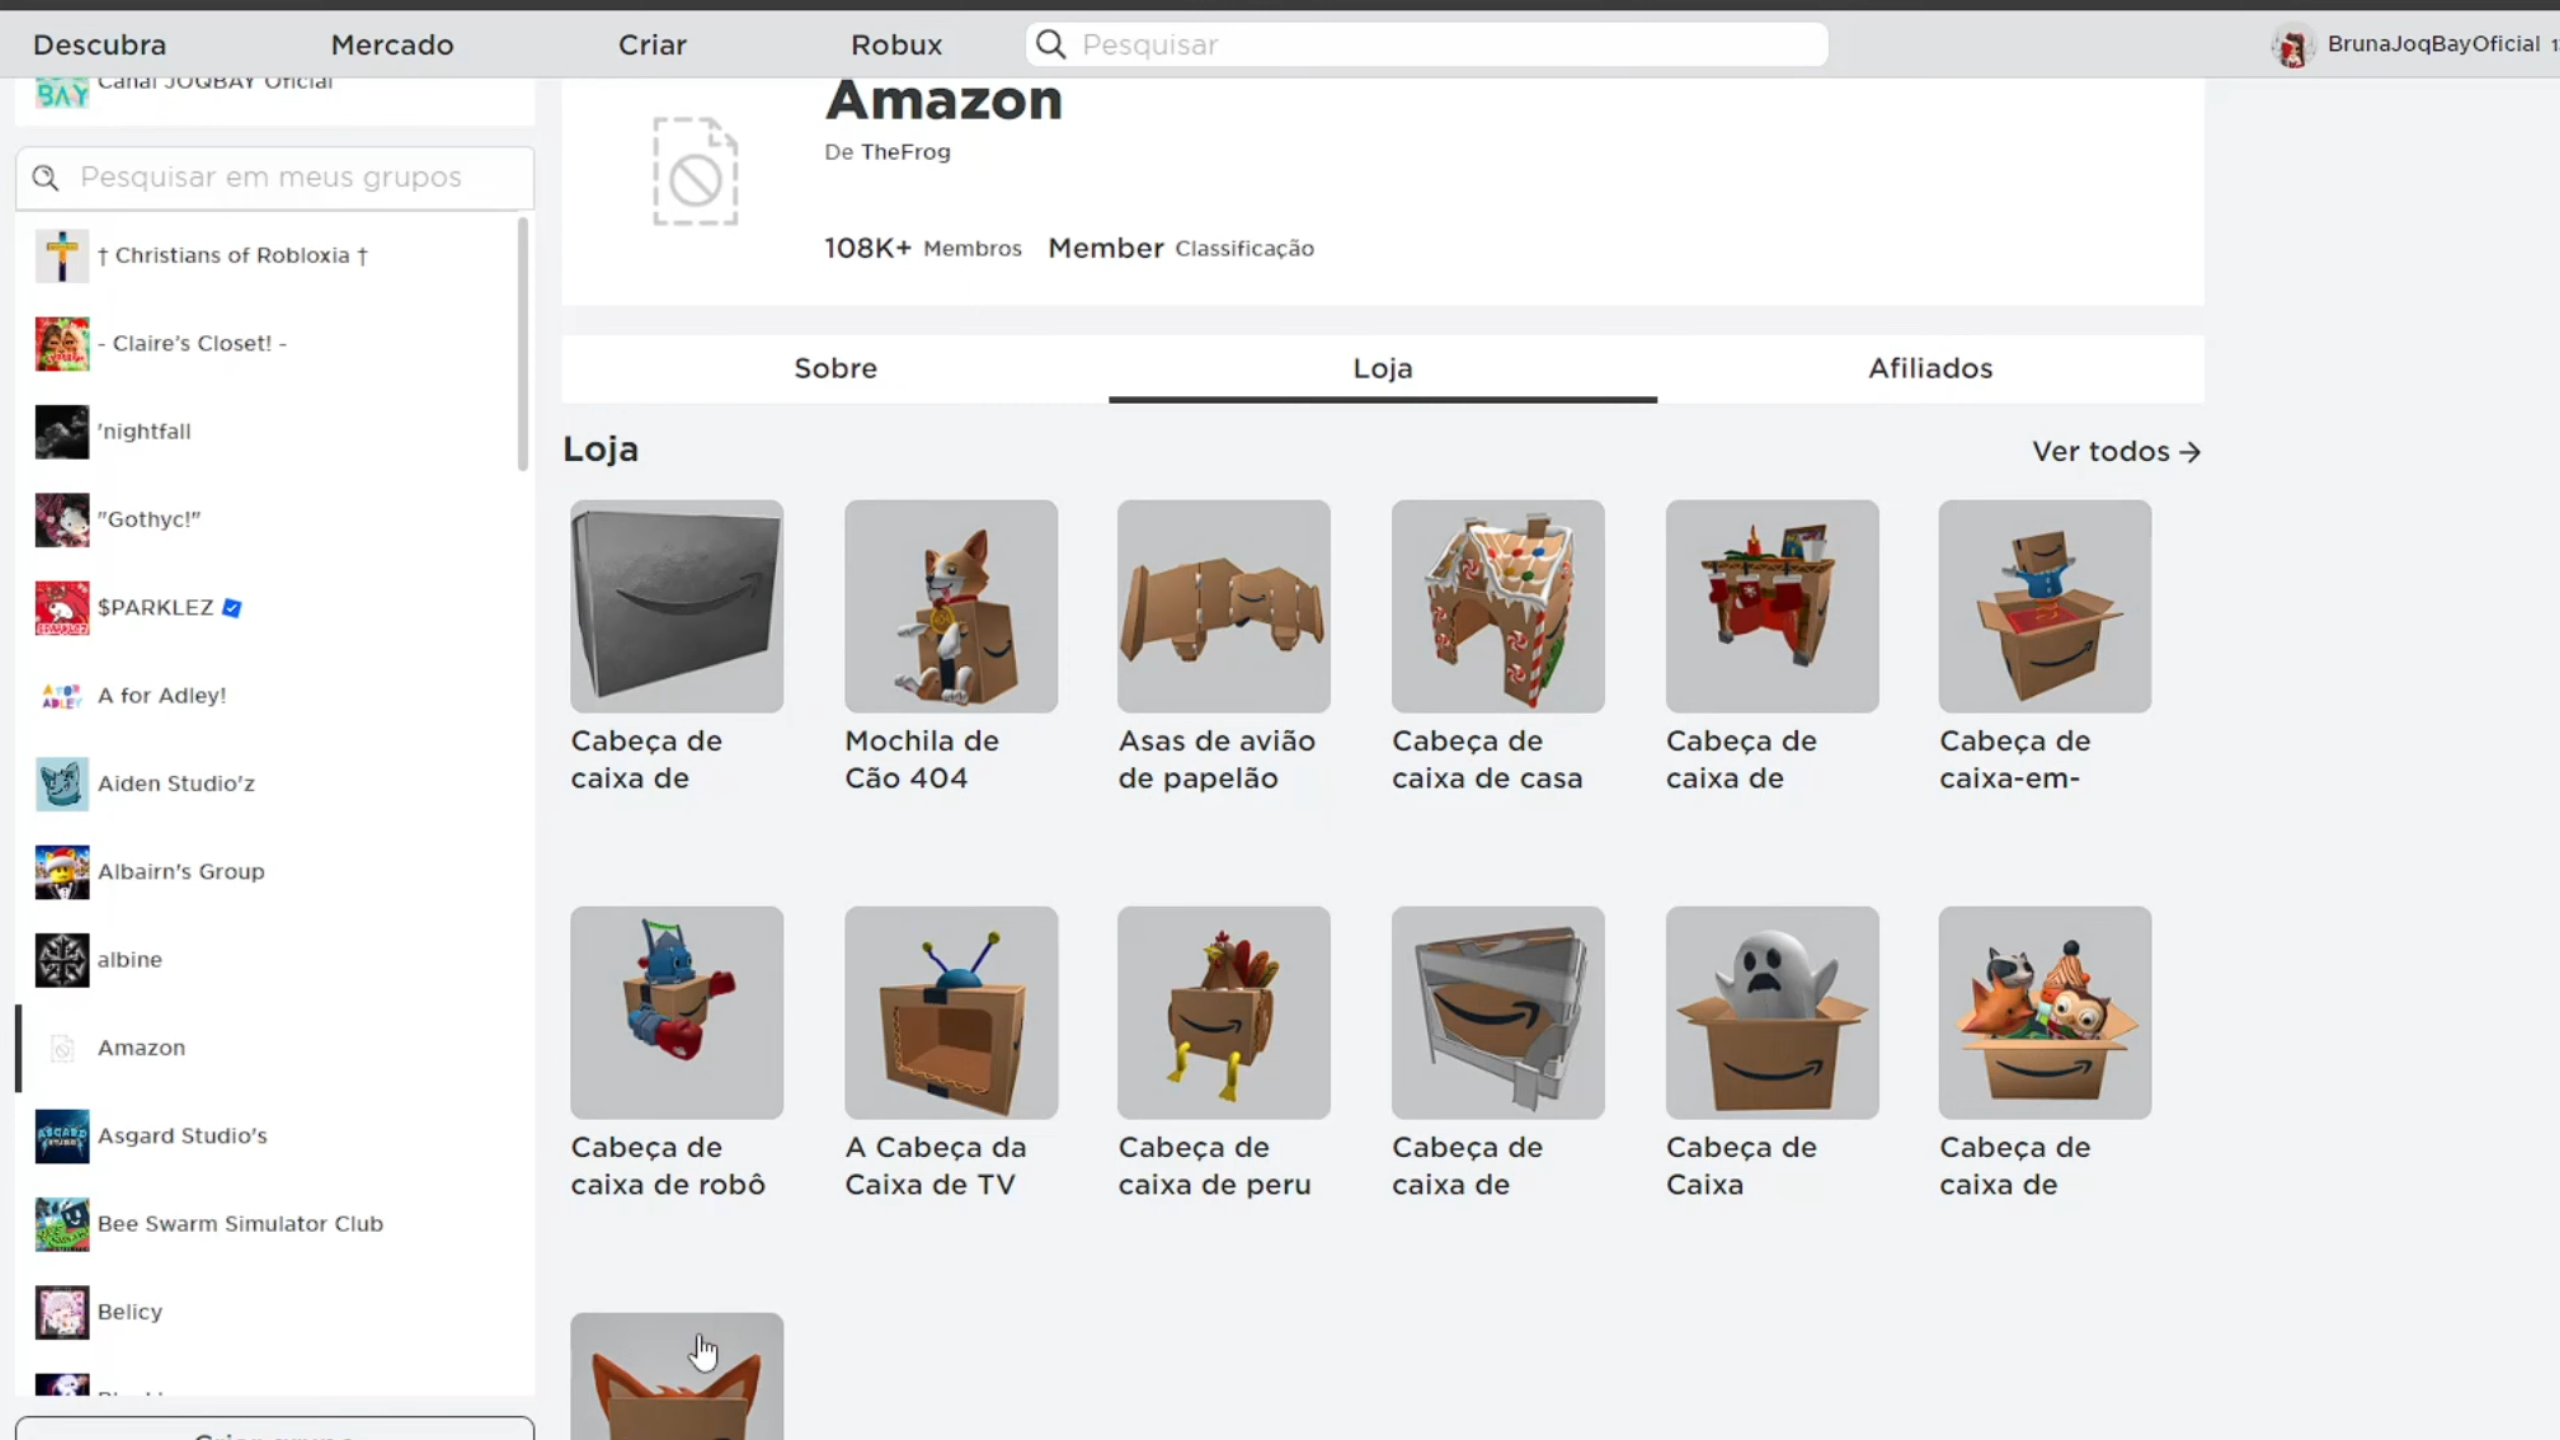 Descubra
Mercado
Criar
Robux
Pesquisar
BrunaJoqBayOficial
Canal JOQBAY Oficial
BAY
Pesquisar em meus grupos
† Christians of Robloxia †
- Claire's Closet! -
'nightfall
"Gothyc!"
$PARKLEZ
A for Adley!
Aiden Studio'z
Albairn's Group
albine
Amazon
Asgard Studio's
Bee Swarm Simulator Club
Belicy
Amazon
De TheFrog
108K+ Membros Member Classificação
Sobre
Loja
Afiliados
Loja
Ver todos →
Cabeça de
caixa de
Mochila de
Cão 404
Asas de avião
de papelão
Cabeça de
caixa de casa
Cabeça de
caixa de
Cabeça de
caixa-em-
Cabeça de
caixa de robô
A Cabeça da
Caixa de TV
Cabeça de
caixa de peru
Cabeça de
caixa de
Cabeça de
Caixa
Cabeça de
caixa de